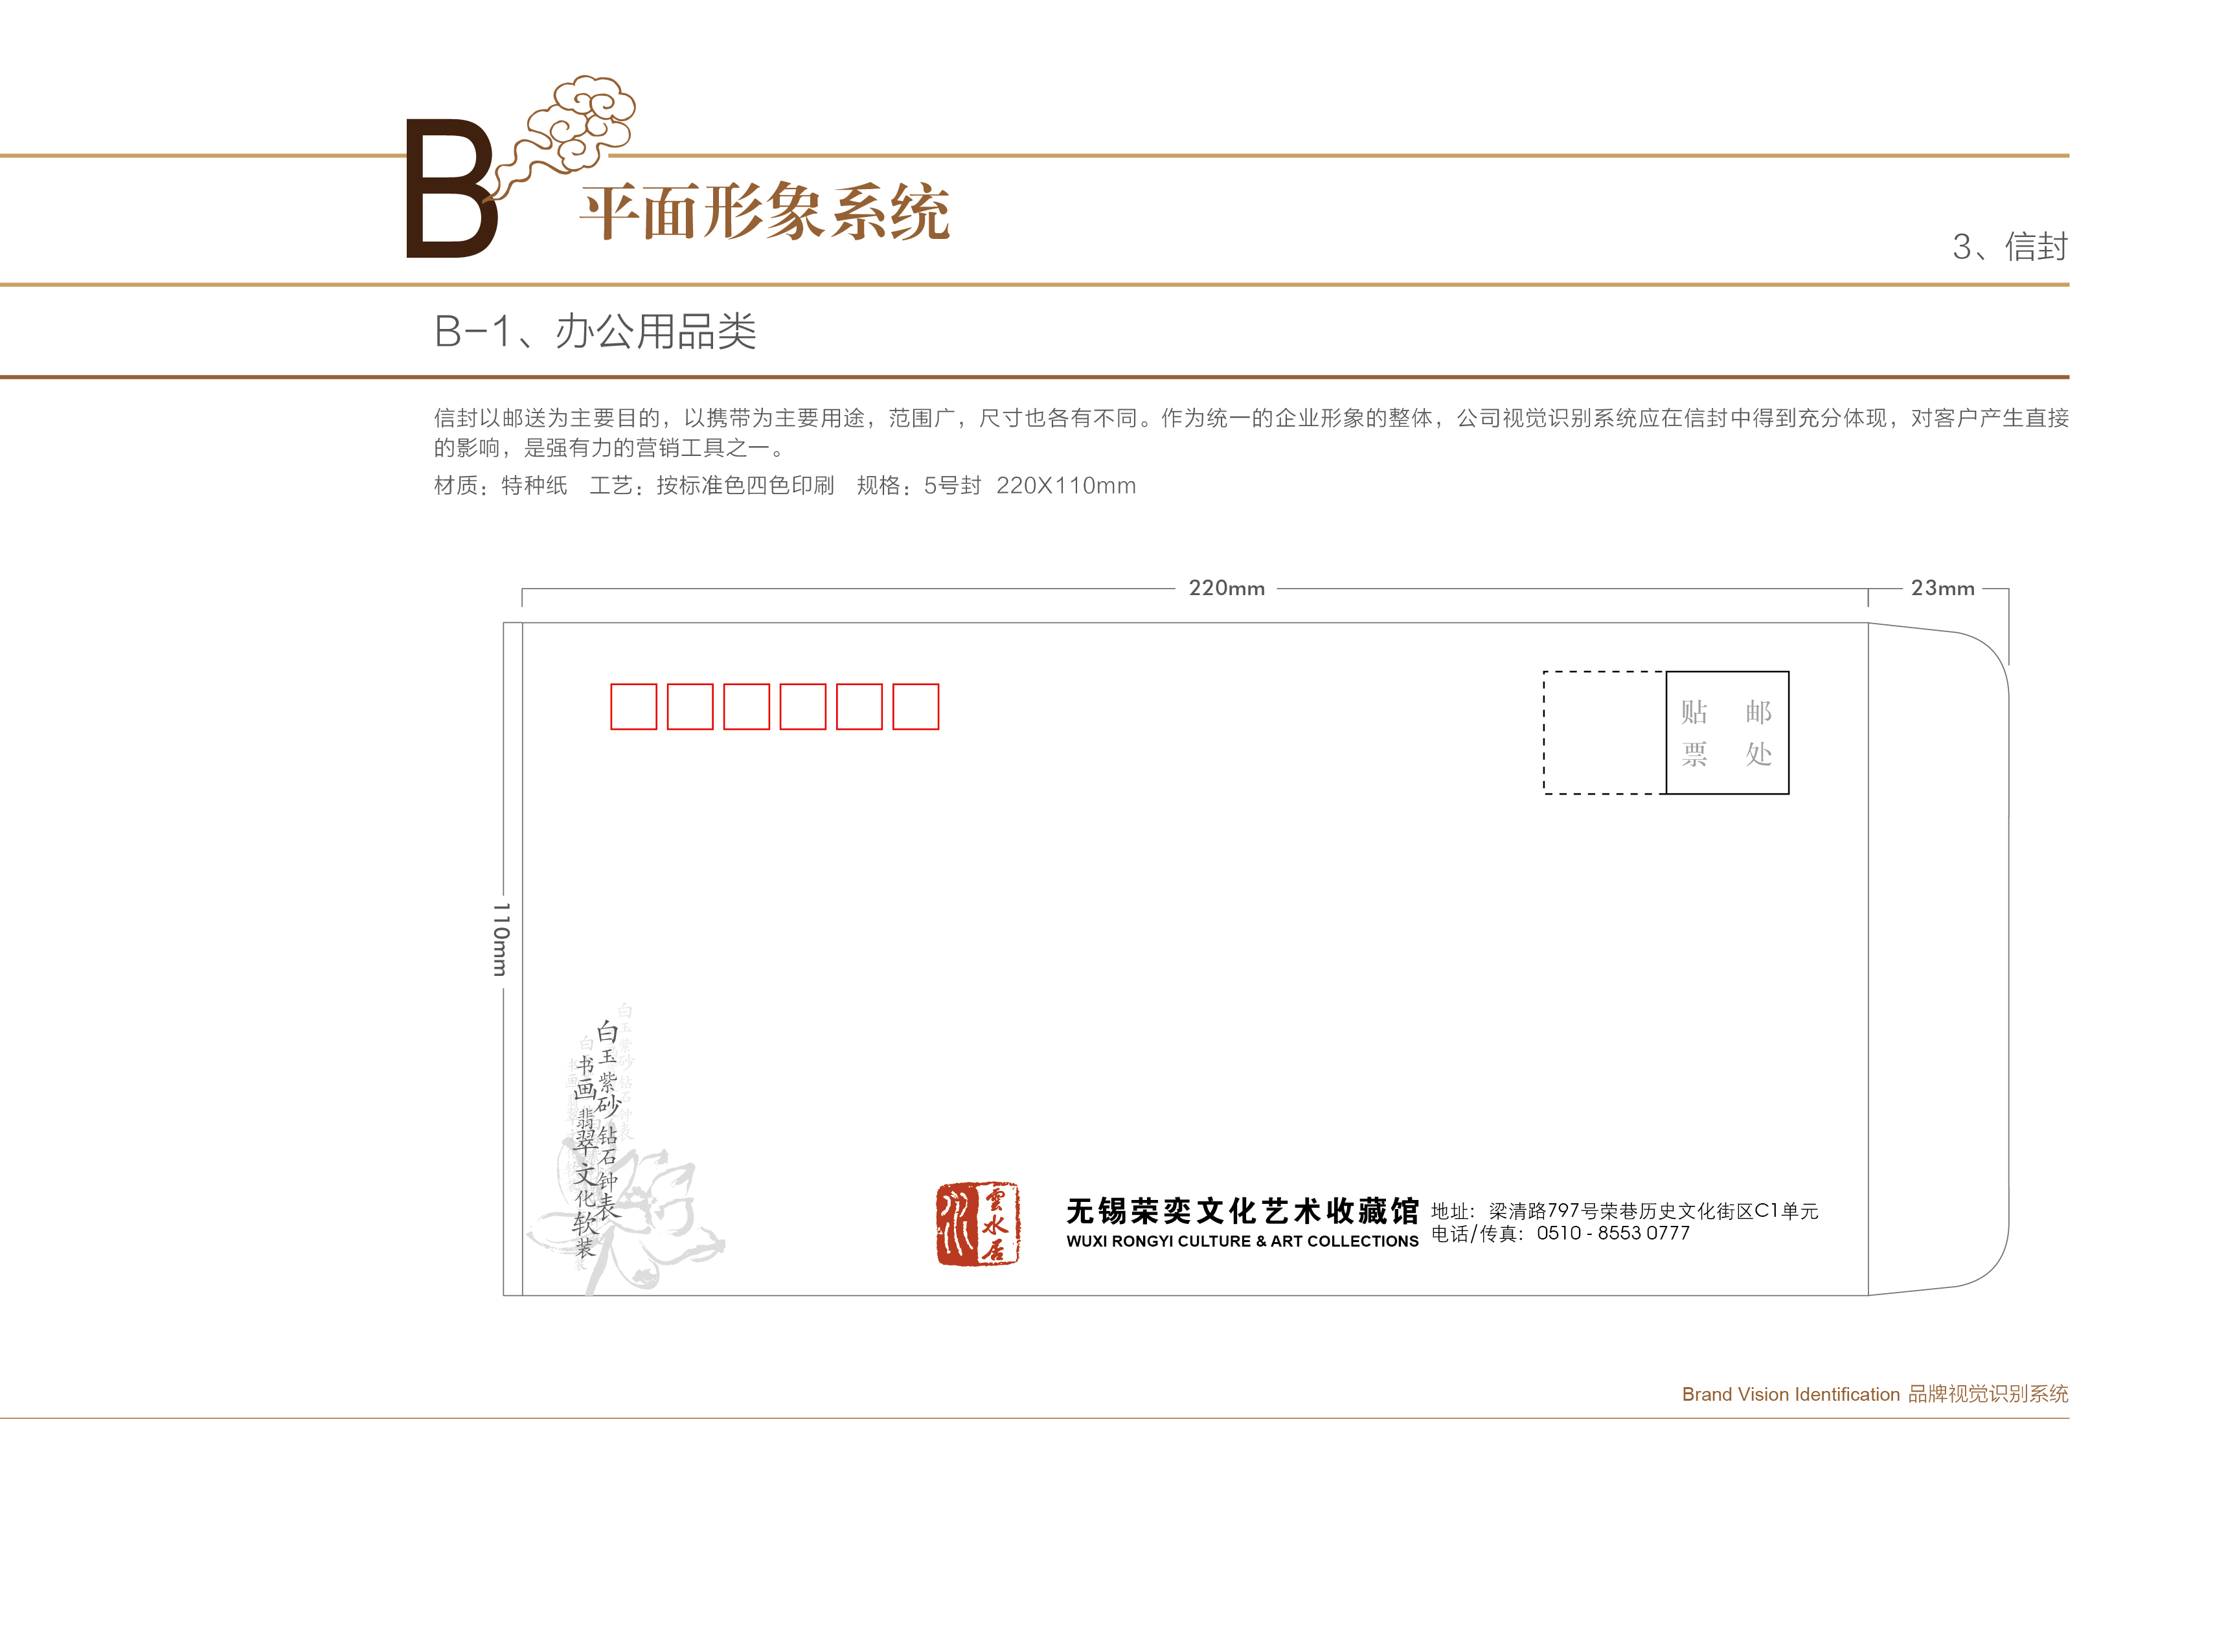 B
平面形象系统
3、信封
B-1、办公用品类
信封以邮送为主要目的，以携带为主要用途，范围广，尺寸也各有不同。作为统一的企业形象的整体，公司视觉识别系统应在信封中得到充分体现，对客户产生直接
的影响，是强有力的营销工具之一。
材质：特种纸　工艺：按标准色四色印刷　规格：5号封 220X110mm
220mm
23mm
贴 邮
票 处
110mm
白玉紫砂钻石钟表
书画翡翠文化软装
雲水居
无锡荣奕文化艺术收藏馆
WUXI RONGYI CULTURE & ART COLLECTIONS
地址：梁清路797号荣巷历史文化街区C1单元
电话/传真：0510 - 8553 0777
Brand Vision Identification 品牌视觉识别系统